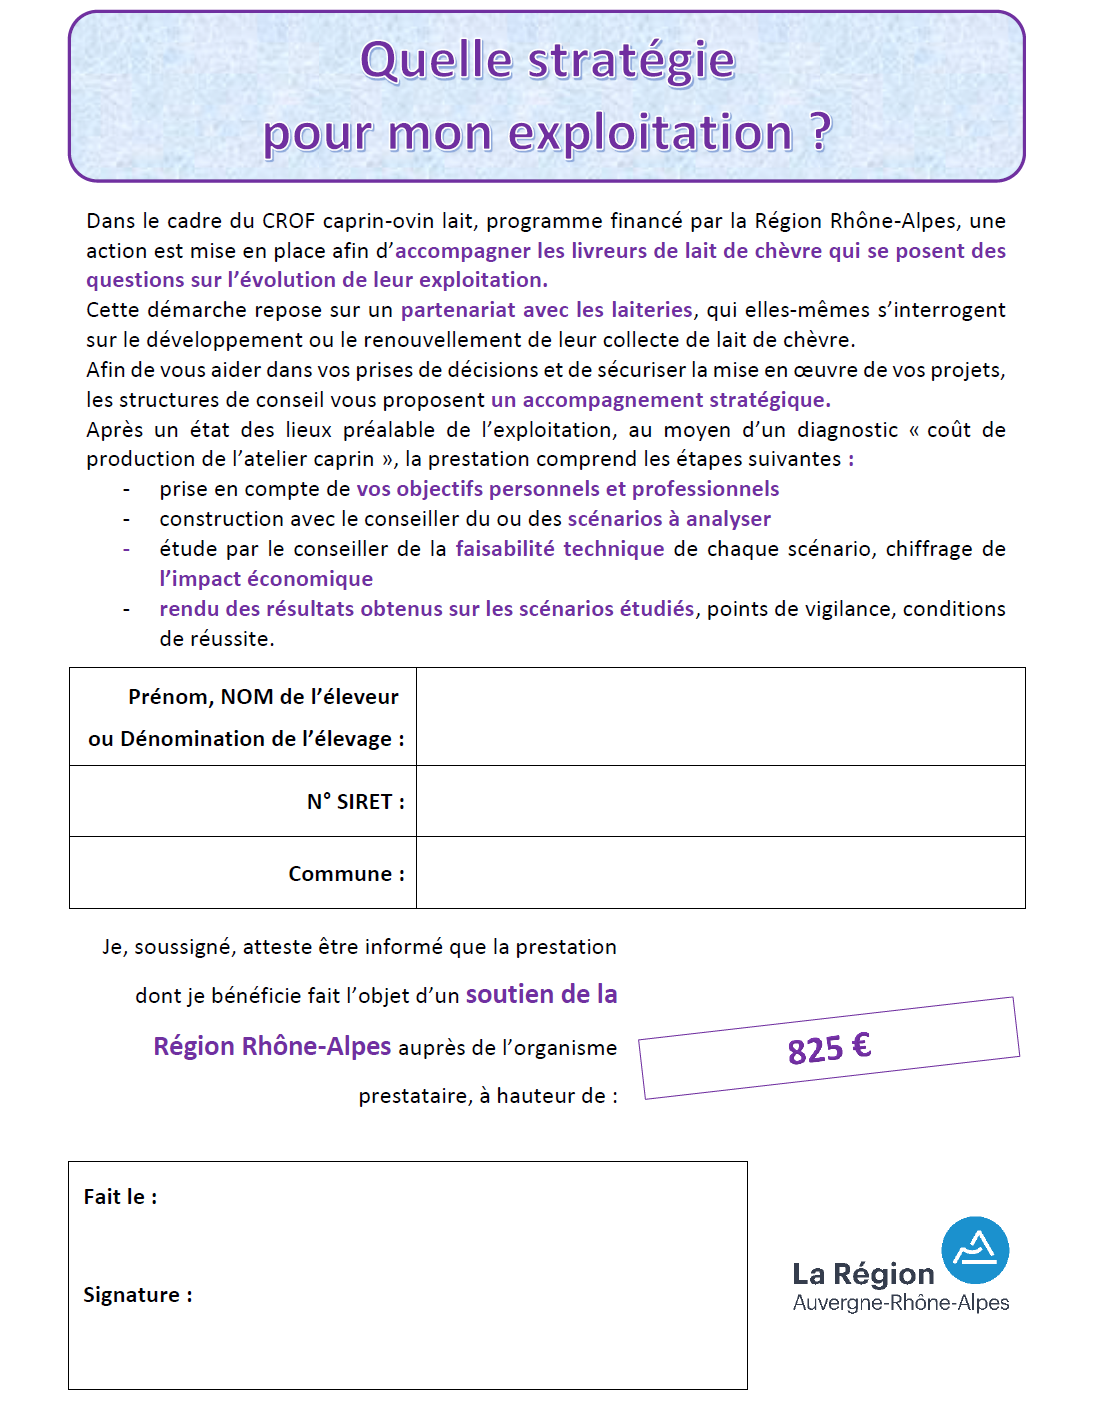 Quelle stratégie
pour mon exploitation ?
Dans le cadre du CROF caprin-ovin lait, programme financé par la Région Rhône-Alpes, une
action est mise en place afin d’accompagner les livreurs de lait de chèvre qui se posent des
questions sur l’évolution de leur exploitation.
Cette démarche repose sur un partenariat avec les laiteries, qui elles-mêmes s’interrogent
sur le développement ou le renouvellement de leur collecte de lait de chèvre.
Afin de vous aider dans vos prises de décisions et de sécuriser la mise en œuvre de vos projets,
les structures de conseil vous proposent un accompagnement stratégique.
Après un état des lieux préalable de l’exploitation, au moyen d’un diagnostic « coût de
production de l’atelier caprin », la prestation comprend les étapes suivantes :
- prise en compte de vos objectifs personnels et professionnels
- construction avec le conseiller du ou des scénarios à analyser
- étude par le conseiller de la faisabilité technique de chaque scénario, chiffrage de
l’impact économique
- rendu des résultats obtenus sur les scénarios étudiés, points de vigilance, conditions
de réussite.
Prénom, NOM de l’éleveur
ou Dénomination de l’élevage :
N° SIRET :
Commune :
Je, soussigné, atteste être informé que la prestation
dont je bénéficie fait l’objet d’un soutien de la
Région Rhône-Alpes auprès de l’organisme
prestataire, à hauteur de :
825 €
Fait le :
Signature :
La Région
Auvergne-Rhône-Alpes